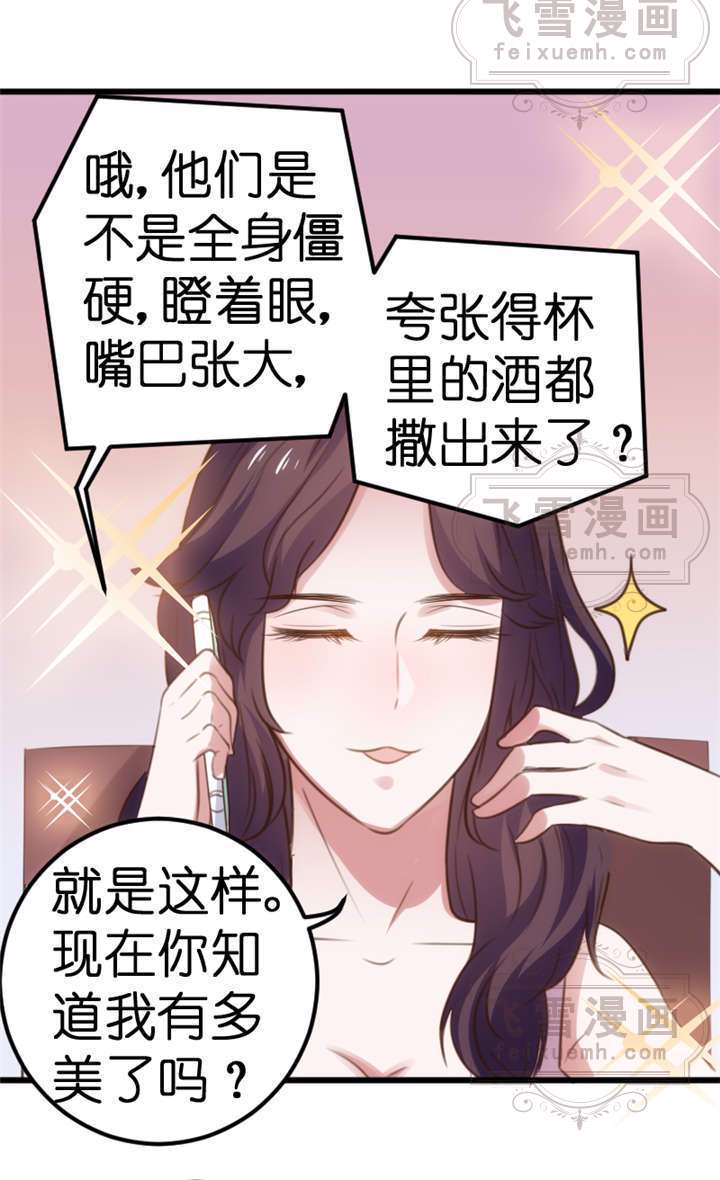 飞雪漫画
feixuemh.com
哦，他们是
不是全身僵
硬，瞪着眼，
嘴巴张大，
夸张得杯
里的酒都
撒出来了？
飞雪漫画
feixuemh.com
就是这样。
现在你知
道我有多
美了吗？
飞雪漫画
feixuemh.com